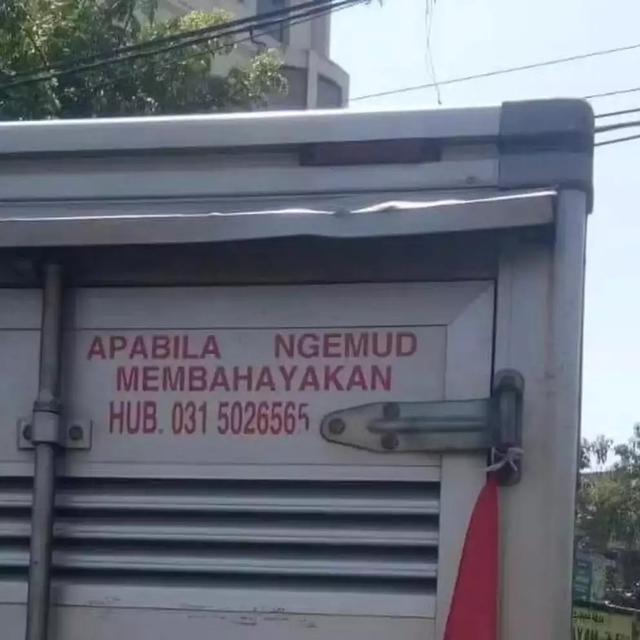 APABILA NGEMUD
MEMBAHAYAKAN
HUB. 031 5026565